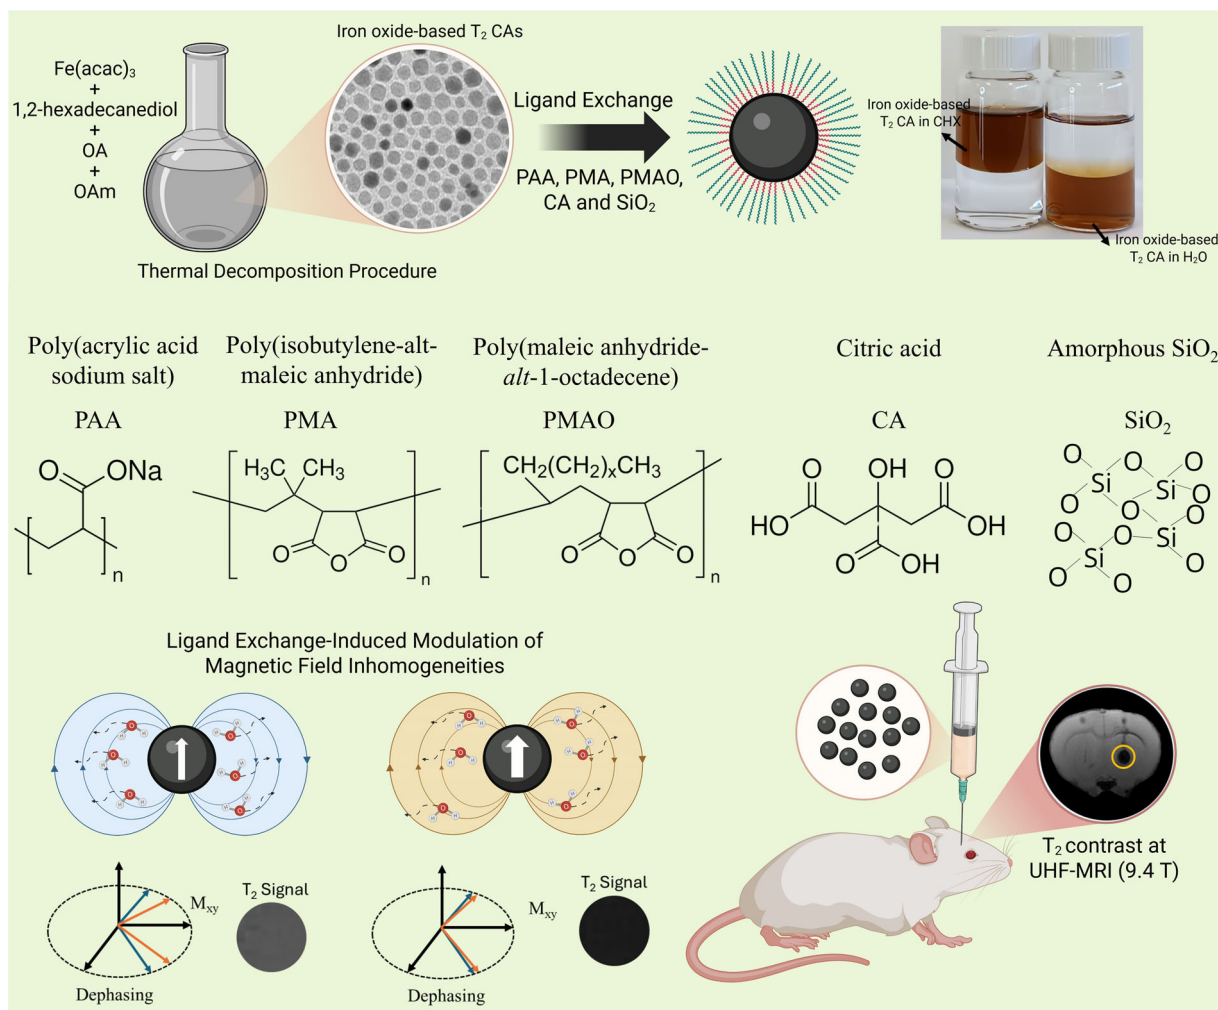 Iron oxide-based T₂ CAs
Fe(acac)₃
+
1,2-hexadecanediol
+
OA
+
OAm
Thermal Decomposition Procedure
Ligand Exchange
PAA, PMA, PMAO,
CA and SiO₂
Iron oxide-based
T₂ CA in CHX
Iron oxide-based
T₂ CA in H₂O
Poly(acrylic acid
sodium salt)
PAA
Poly(isobutylene-alt-
maleic anhydride)
PMA
Poly(maleic anhydride-
alt-1-octadecene)
PMAO
Citric acid
CA
Amorphous SiO₂
SiO₂
O ONa
n
H₃C CH₃
O O O
n
CH₂(CH₂)ₓCH₃
O O O
n
O OH O
HO OH
O OH
O O O
Si Si O
O O O
O O Si
Si
O O O
Ligand Exchange-Induced Modulation of
Magnetic Field Inhomogeneities
H O H
H O H
H O H
H O H
H O H
H O H
H O H
H O H
H O H
H O H
H O H
H O H
Mxy
T₂ Signal
Dephasing
Mxy
T₂ Signal
Dephasing
T₂ contrast at
UHF-MRI (9.4 T)